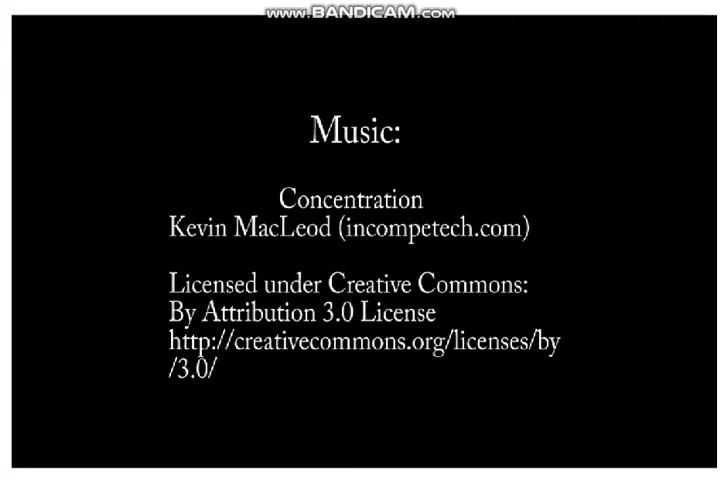 www.BANDICAM.com
Music:
Concentration
Kevin MacLeod (incompetech.com)
Licensed under Creative Commons:
By Attribution 3.0 License
http://creativecommons.org/licenses/by
/3.0/